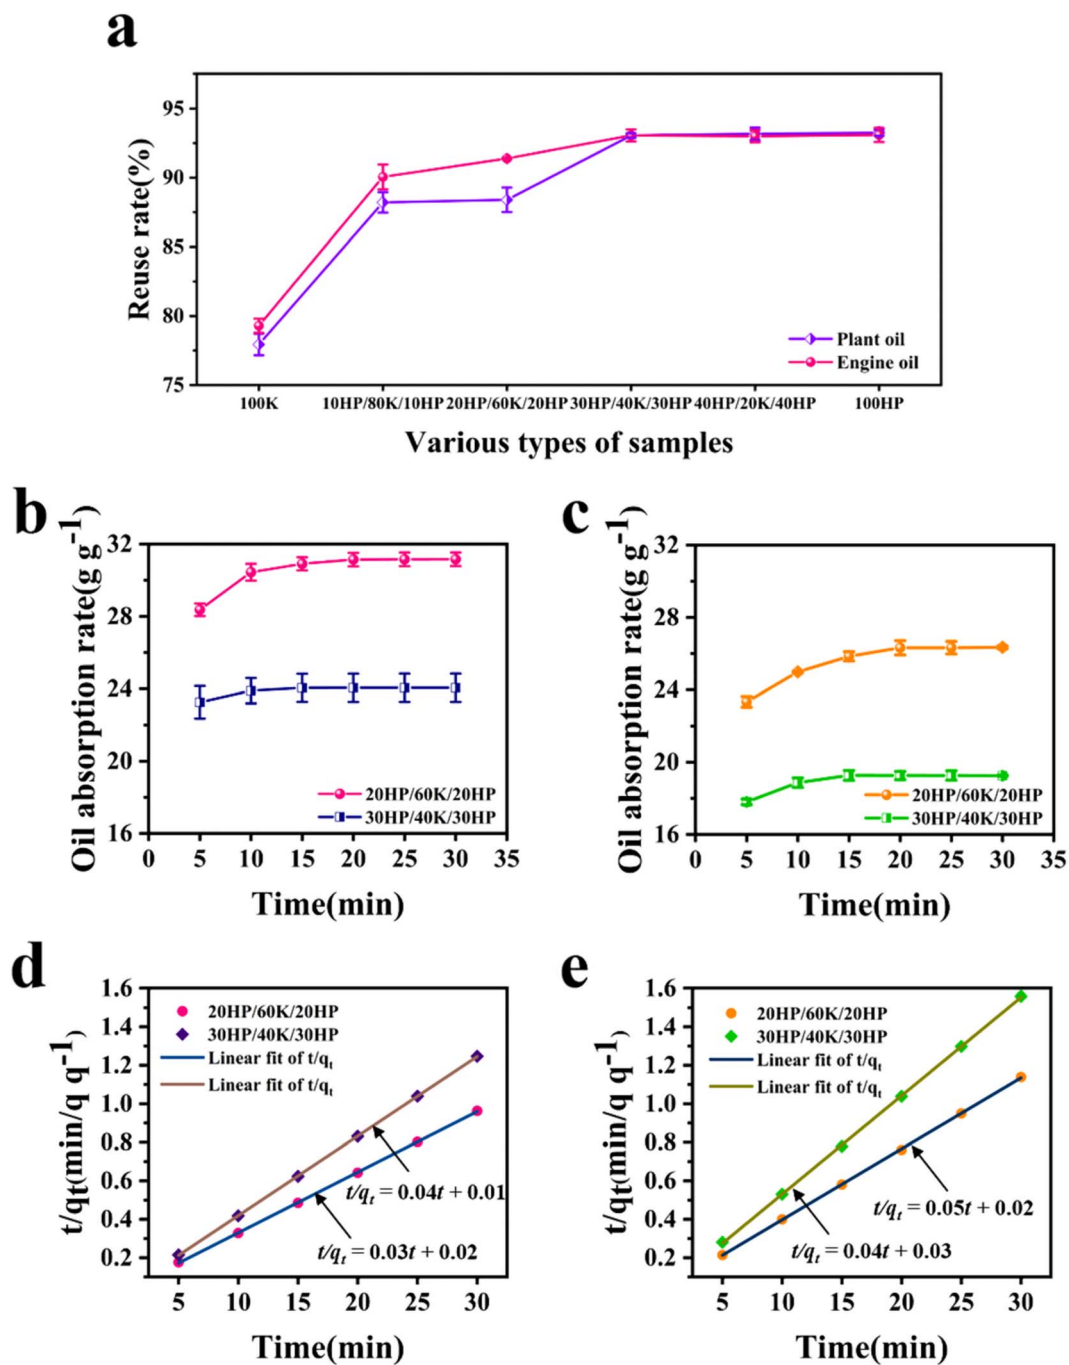 a
Reuse rate(%)
95
90
85
80
75
Plant oil
Engine oil
100K
10HP/80K/10HP
20HP/60K/20HP
30HP/40K/30HP
40HP/20K/40HP
100HP
Various types of samples
b
Oil absorption rate(g g⁻¹)
32
28
24
20
16
20HP/60K/20HP
30HP/40K/30HP
0 5 10 15 20 25 30 35
Time(min)
c
Oil absorption rate(g g⁻¹)
32
28
24
20
16
20HP/60K/20HP
30HP/40K/30HP
0 5 10 15 20 25 30 35
Time(min)
d
t/qt(min/q q⁻¹)
1.6
1.4
1.2
1.0
0.8
0.6
0.4
0.2
20HP/60K/20HP
30HP/40K/30HP
Linear fit of t/qₜ
Linear fit of t/qₜ
t/qₜ = 0.04t + 0.01
t/qₜ = 0.03t + 0.02
5 10 15 20 25 30
Time(min)
e
t/qt(min/q q⁻¹)
1.6
1.4
1.2
1.0
0.8
0.6
0.4
0.2
20HP/60K/20HP
30HP/40K/30HP
Linear fit of t/qₜ
Linear fit of t/qₜ
t/qₜ = 0.05t + 0.02
t/qₜ = 0.04t + 0.03
5 10 15 20 25 30
Time(min)